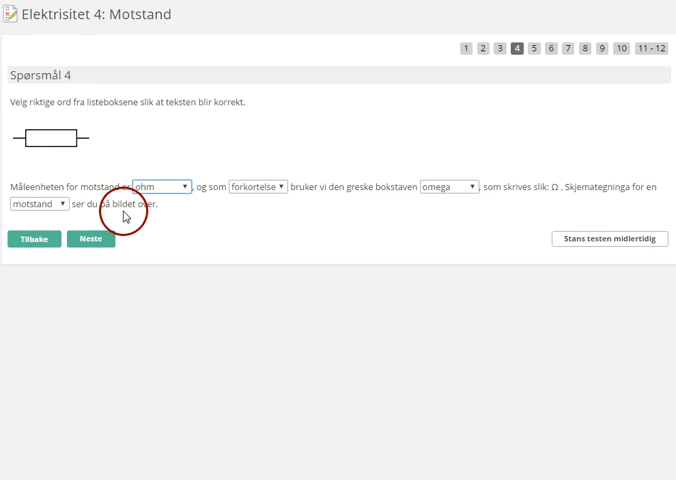 Elektrisitet 4: Motstand
1 2 3 4 5 6 7 8 9 10 11 - 12
Spørsmål 4
Velg riktige ord fra listeboksene slik at teksten blir korrekt.
Måleenheten for motstand er ohm , og som forkortelse bruker vi den greske bokstaven omega , som skrives slik: Ω . Skjemategninga for en
motstand ser du på bildet over.
Tilbake Neste Stans testen midlertidig